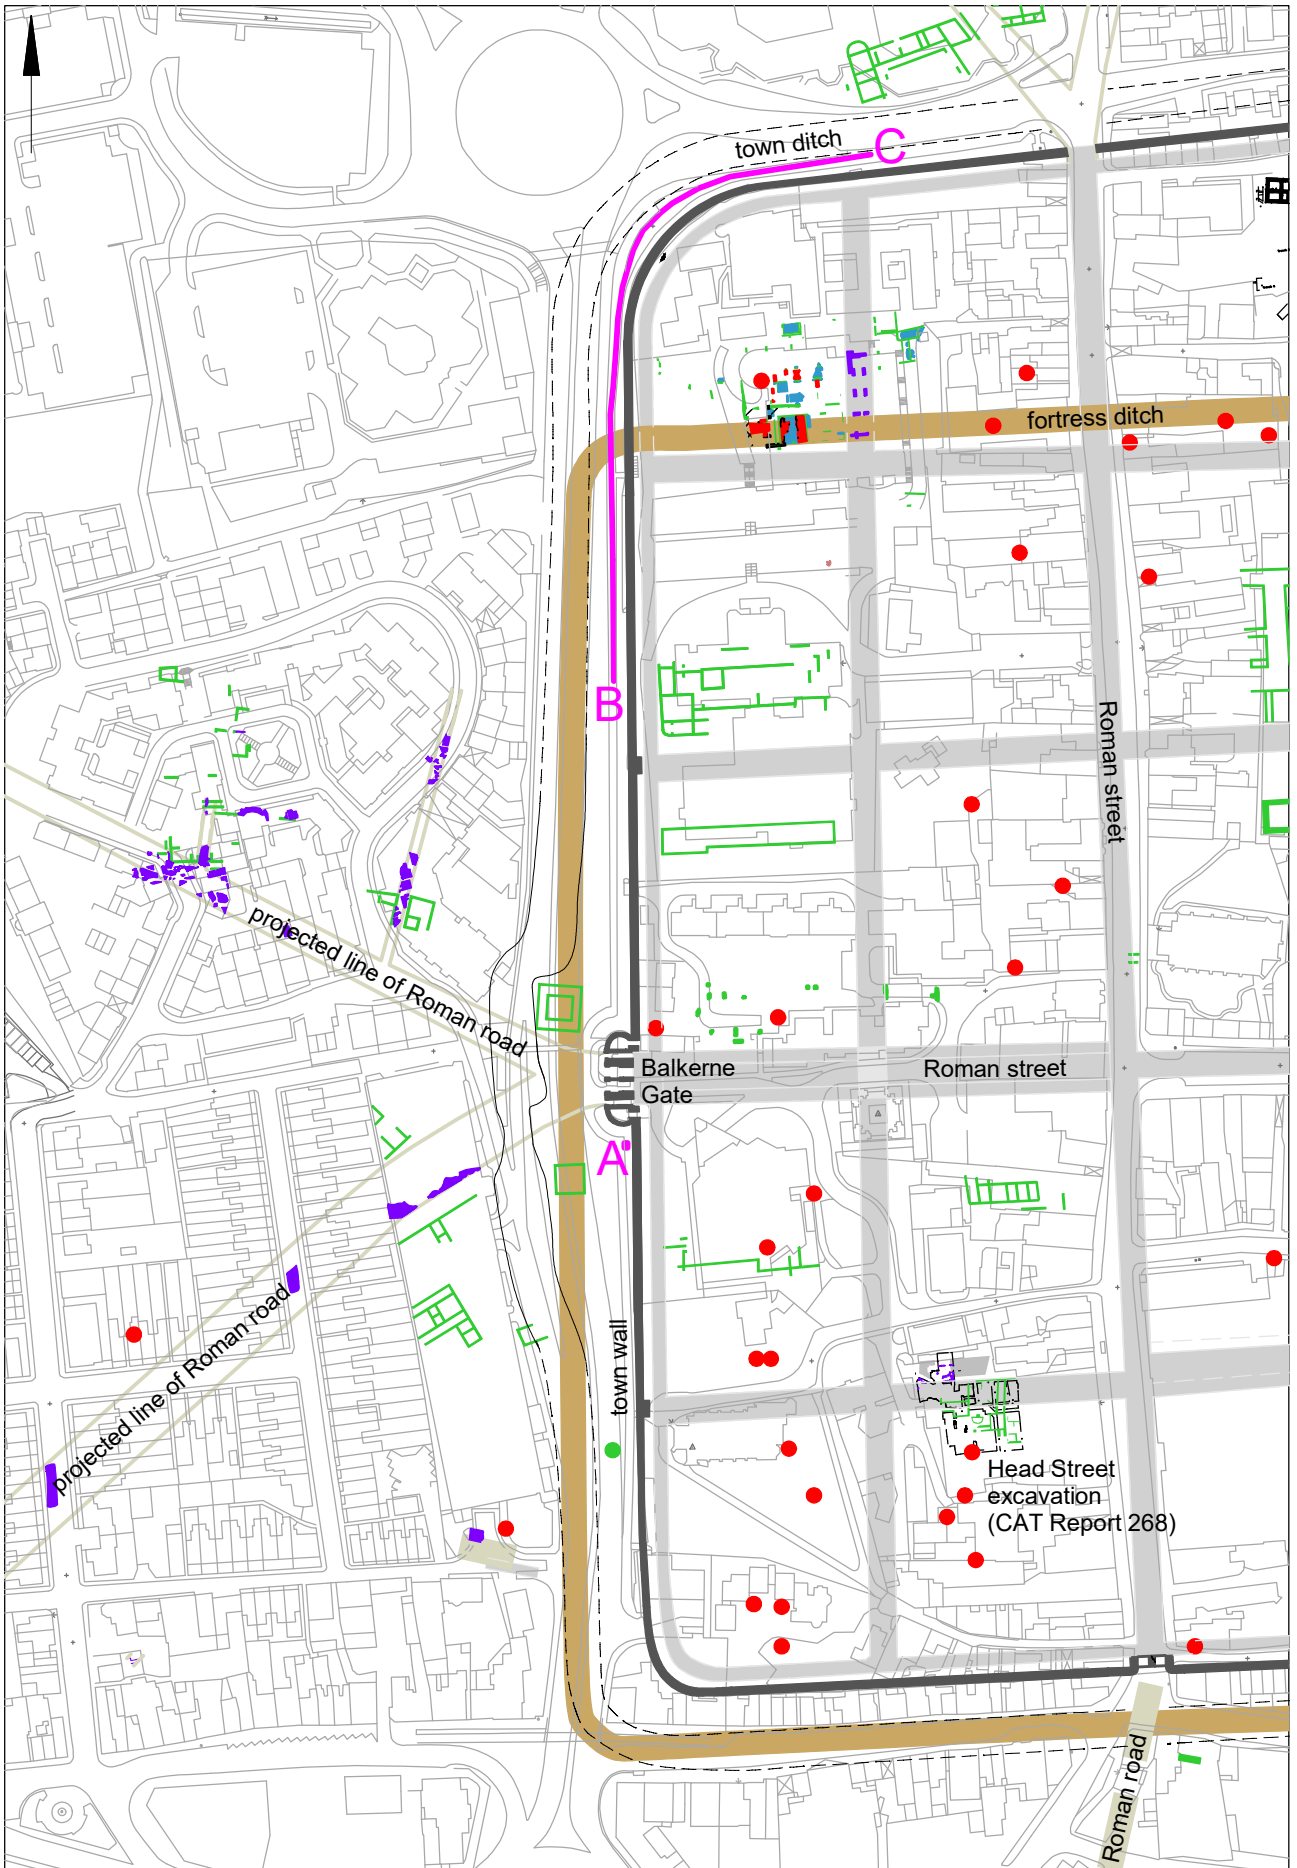 town ditch
C
fortress ditch
B
Roman street
projected line of Roman road
Balkerne
Gate
Roman street
A
projected line of Roman road
town wall
Head Street
excavation
(CAT Report 268)
Roman road